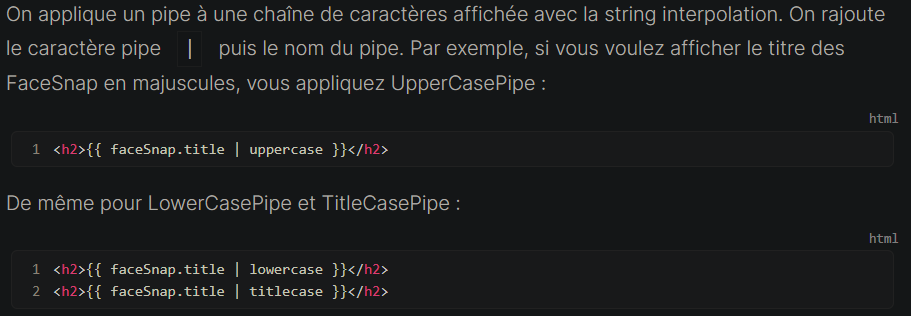 On applique un pipe à une chaîne de caractères affichée avec la string interpolation. On rajoute
le caractère pipe | puis le nom du pipe. Par exemple, si vous voulez afficher le titre des
FaceSnap en majuscules, vous appliquez UpperCasePipe :
html
1 <h2>{{ faceSnap.title | uppercase }}</h2>
De même pour LowerCasePipe et TitleCasePipe :
html
1 <h2>{{ faceSnap.title | lowercase }}</h2>
2 <h2>{{ faceSnap.title | titlecase }}</h2>